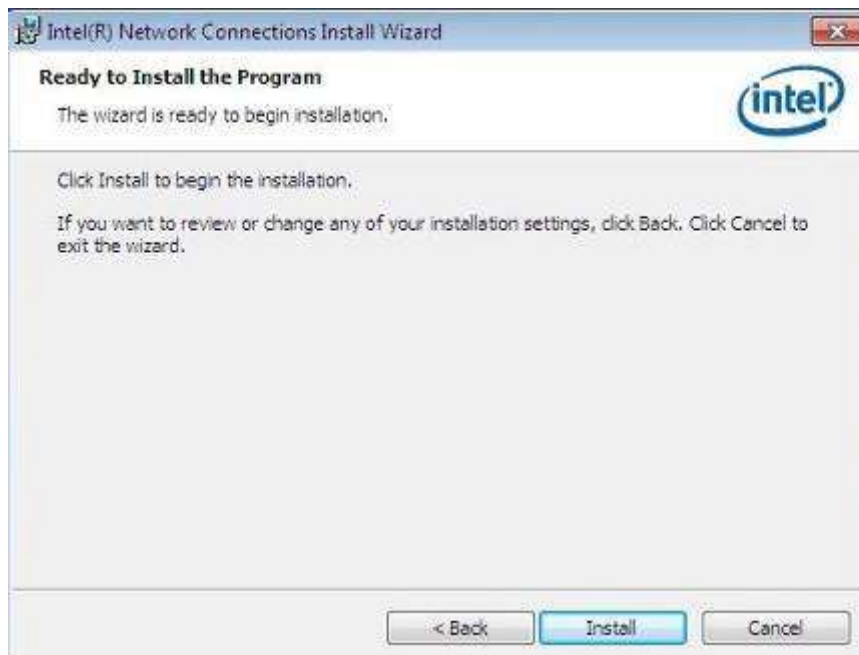 Intel(R) Network Connections Install Wizard
Ready to Install the Program
The wizard is ready to begin installation.
intel
Click Install to begin the installation.
If you want to review or change any of your installation settings, click Back. Click Cancel to
exit the wizard.
< Back
Install
Cancel